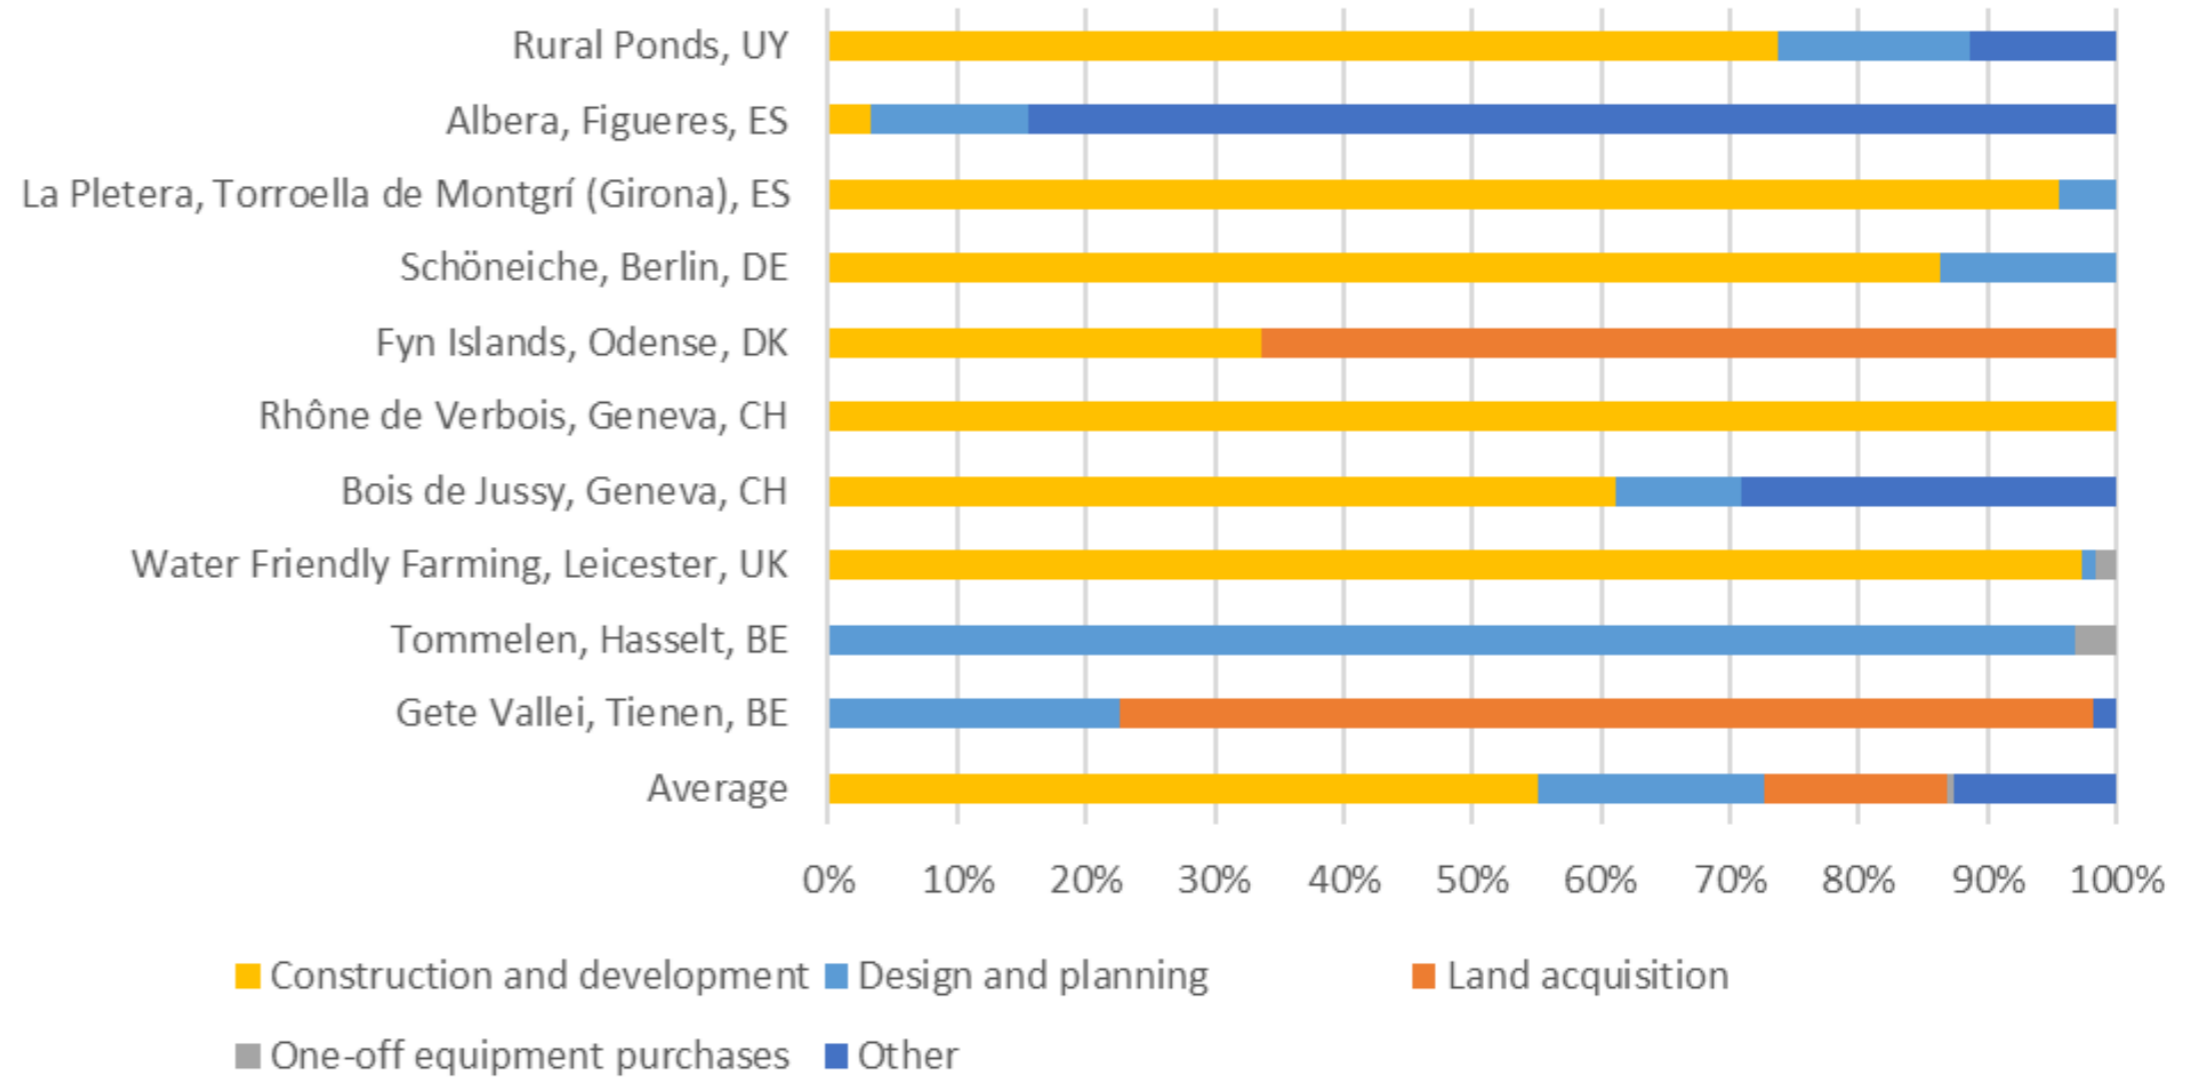 Rural Ponds, UY
Albera, Figueres, ES
La Pletera, Torroella de Montgrí (Girona), ES
Schöneiche, Berlin, DE
Fyn Islands, Odense, DK
Rhône de Verbois, Geneva, CH
Bois de Jussy, Geneva, CH
Water Friendly Farming, Leicester, UK
Tommelen, Hasselt, BE
Gete Vallei, Tienen, BE
Average
0% 10% 20% 30% 40% 50% 60% 70% 80% 90% 100%
Construction and development Design and planning Land acquisition
One-off equipment purchases Other